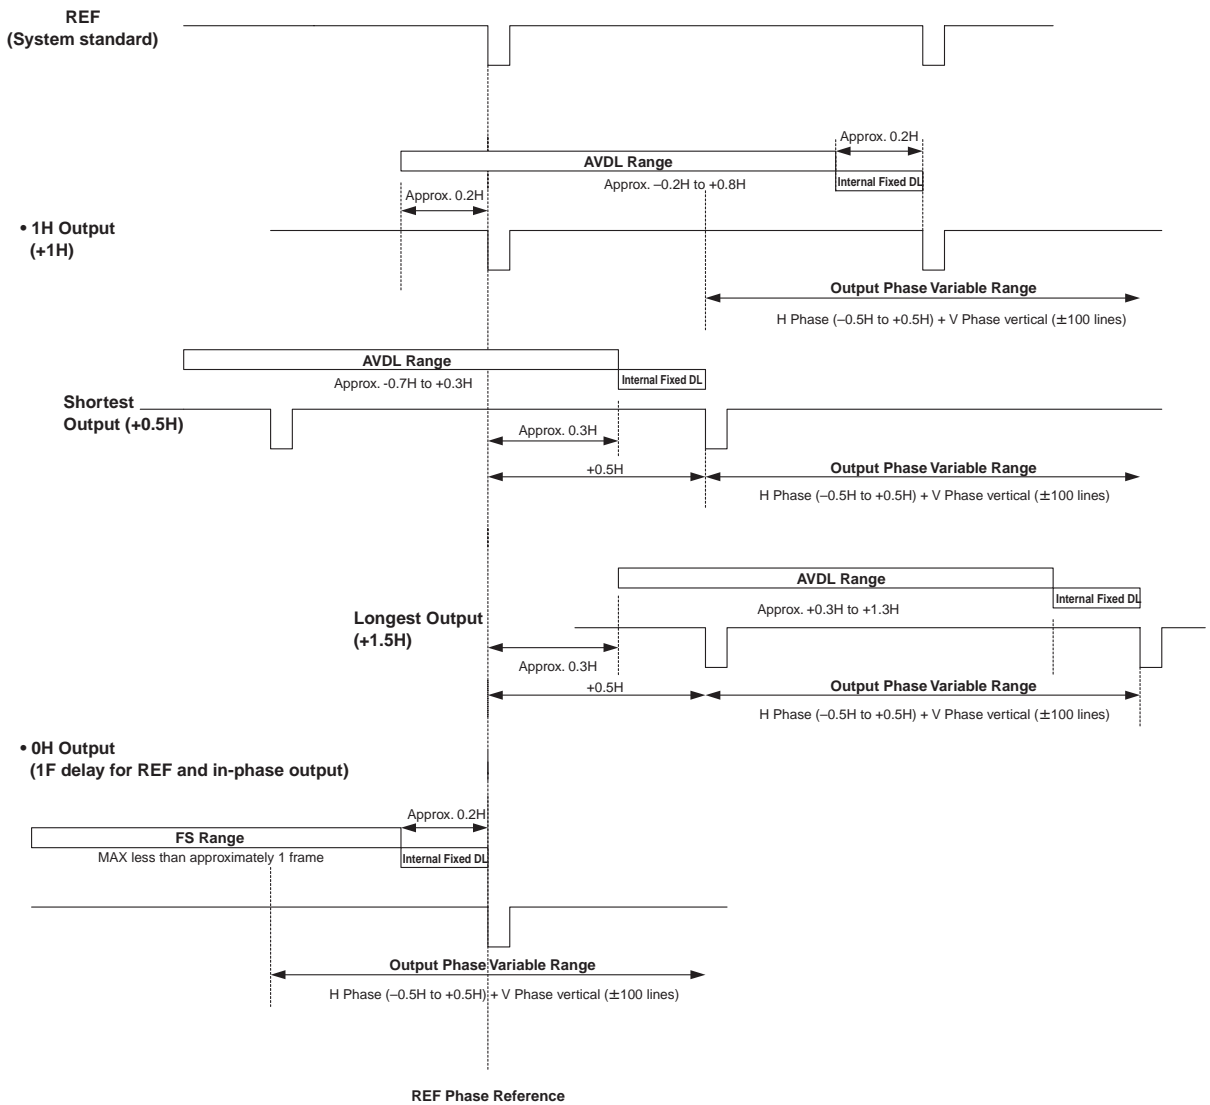 REF
(System standard)
Approx. 0.2H
AVDL Range
Internal Fixed DL
Approx. –0.2H to +0.8H
Approx. 0.2H
• 1H Output
(+1H)
Output Phase Variable Range
H Phase (–0.5H to +0.5H) + V Phase vertical (±100 lines)
AVDL Range
Internal Fixed DL
Approx. -0.7H to +0.3H
Shortest
Output (+0.5H)
Approx. 0.3H
+0.5H
Output Phase Variable Range
H Phase (–0.5H to +0.5H) + V Phase vertical (±100 lines)
AVDL Range
Internal Fixed DL
Approx. +0.3H to +1.3H
Longest Output
(+1.5H)
Approx. 0.3H
+0.5H
Output Phase Variable Range
H Phase (–0.5H to +0.5H) + V Phase vertical (±100 lines)
• 0H Output
(1F delay for REF and in-phase output)
Approx. 0.2H
FS Range
MAX less than approximately 1 frame
Internal Fixed DL
Output Phase Variable Range
H Phase (–0.5H to +0.5H) + V Phase vertical (±100 lines)
REF Phase Reference